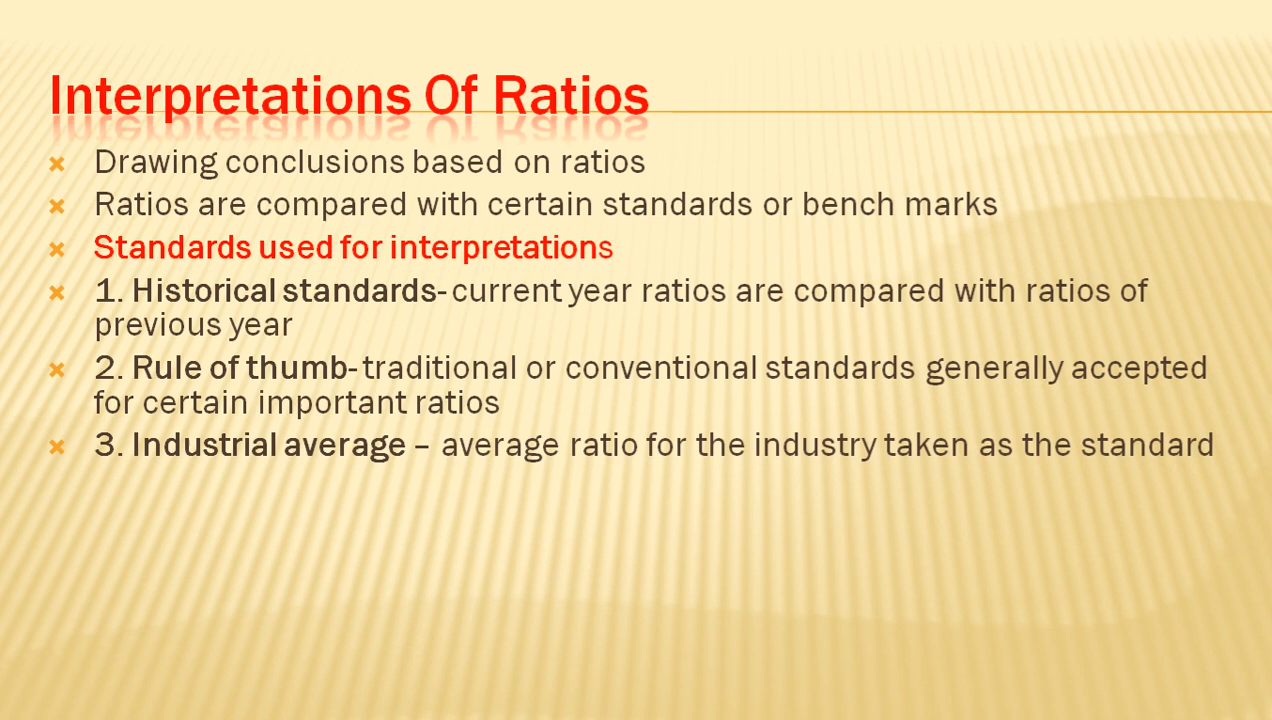 Interpretations Of Ratios
Drawing conclusions based on ratios
Ratios are compared with certain standards or bench marks
Standards used for interpretations
1. Historical standards- current year ratios are compared with ratios of
previous year
2. Rule of thumb- traditional or conventional standards generally accepted
for certain important ratios
3. Industrial average – average ratio for the industry taken as the standard